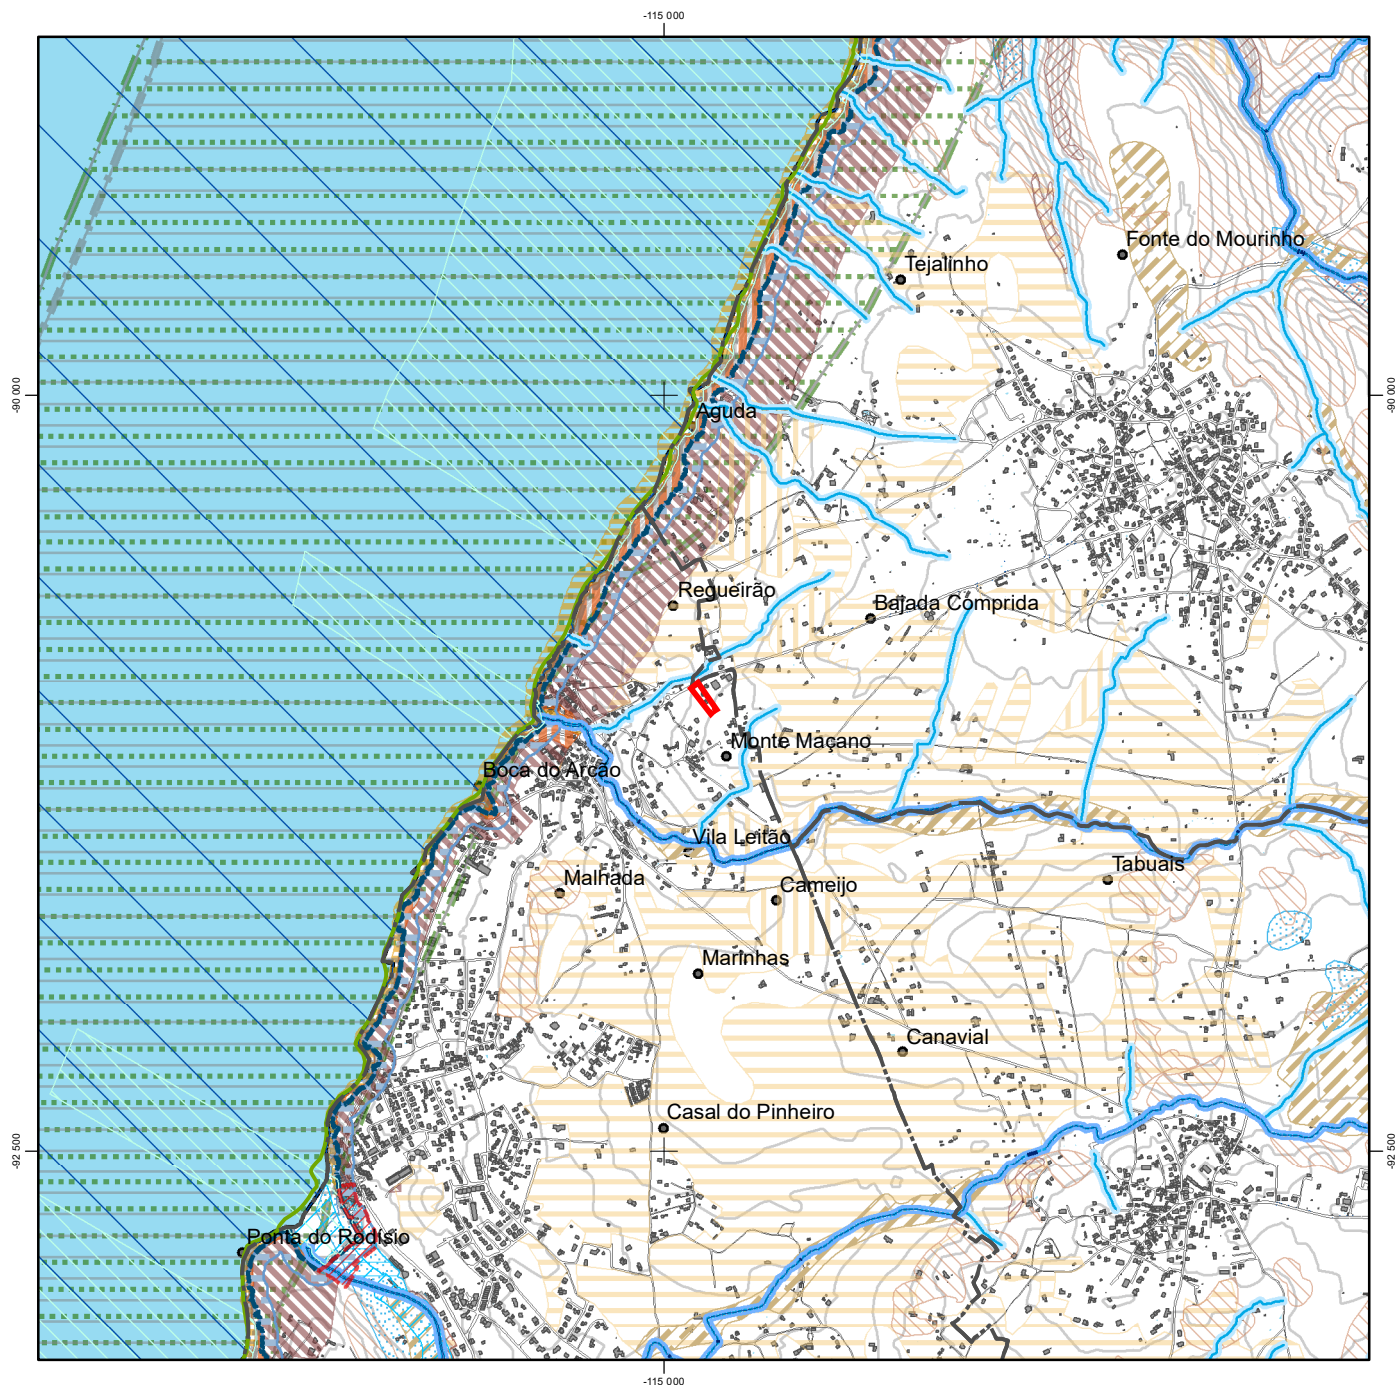 -115 000
Fonte do Mourinho
Tejalinho
-90 000
-90 000
Aguda
Regueirão
Bajada Comprida
Monte Maçano
Boca do Arcão
Vila Leitão
Tabuais
Malhada
Cameijo
Marinhas
Canavial
Casal do Pinheiro
-92 500
-92 500
Ponta do Rodísio
-115 000